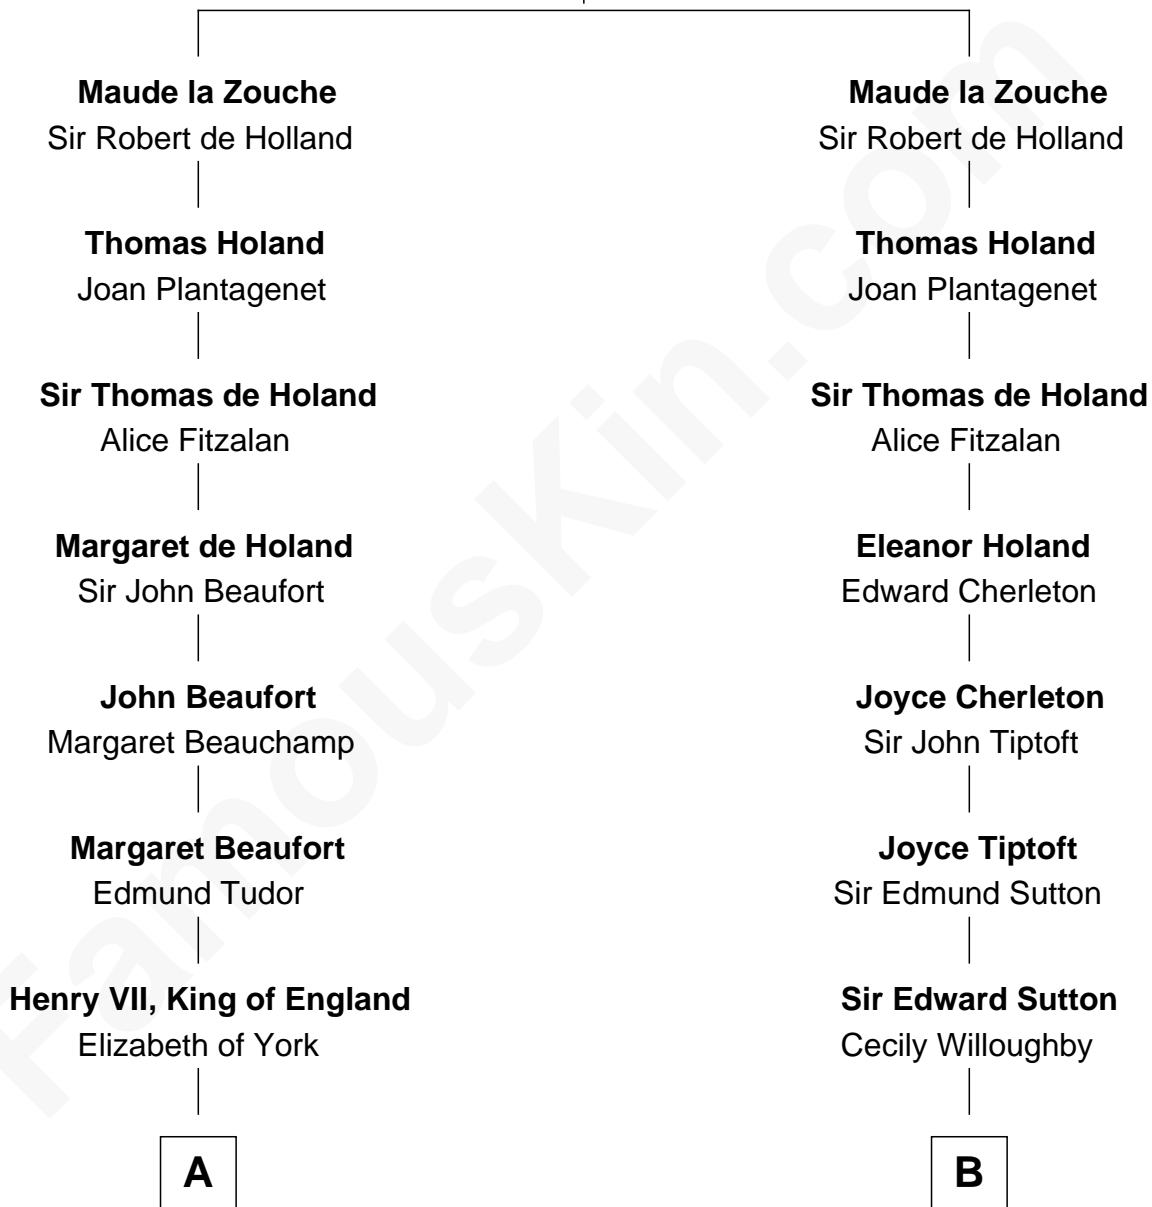 Maude la Zouche
Sir Robert de Holland
Thomas Holand
Joan Plantagenet
Sir Thomas de Holand
Alice Fitzalan
Margaret de Holand
Sir John Beaufort
John Beaufort
Margaret Beauchamp
Margaret Beaufort
Edmund Tudor
Henry VII, King of England
Elizabeth of York
A
Maude la Zouche
Sir Robert de Holland
Thomas Holand
Joan Plantagenet
Sir Thomas de Holand
Alice Fitzalan
Eleanor Holand
Edward Cherleton
Joyce Cherleton
Sir John Tiptoft
Joyce Tiptoft
Sir Edmund Sutton
Sir Edward Sutton
Cecily Willoughby
B
FamousKin.com